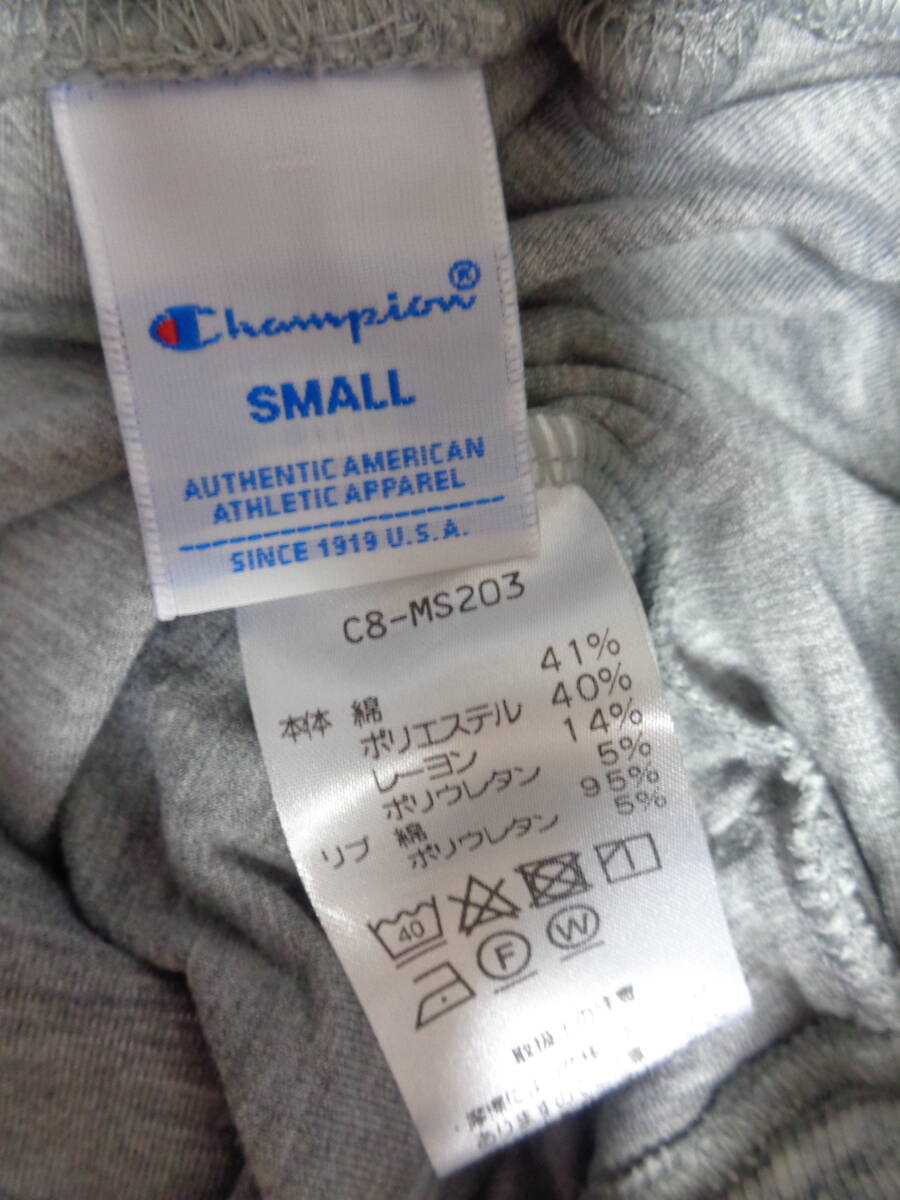 Champion®
SMALL
AUTHENTIC AMERICAN
ATHLETIC APPAREL
SINCE 1919 U.S.A.
C8-MS203
本体 綿 41%
ポリエステル 40%
レーヨン 14%
ポリウレタン 5%
リブ 綿 95%
ポリウレタン 5%
40
F
W